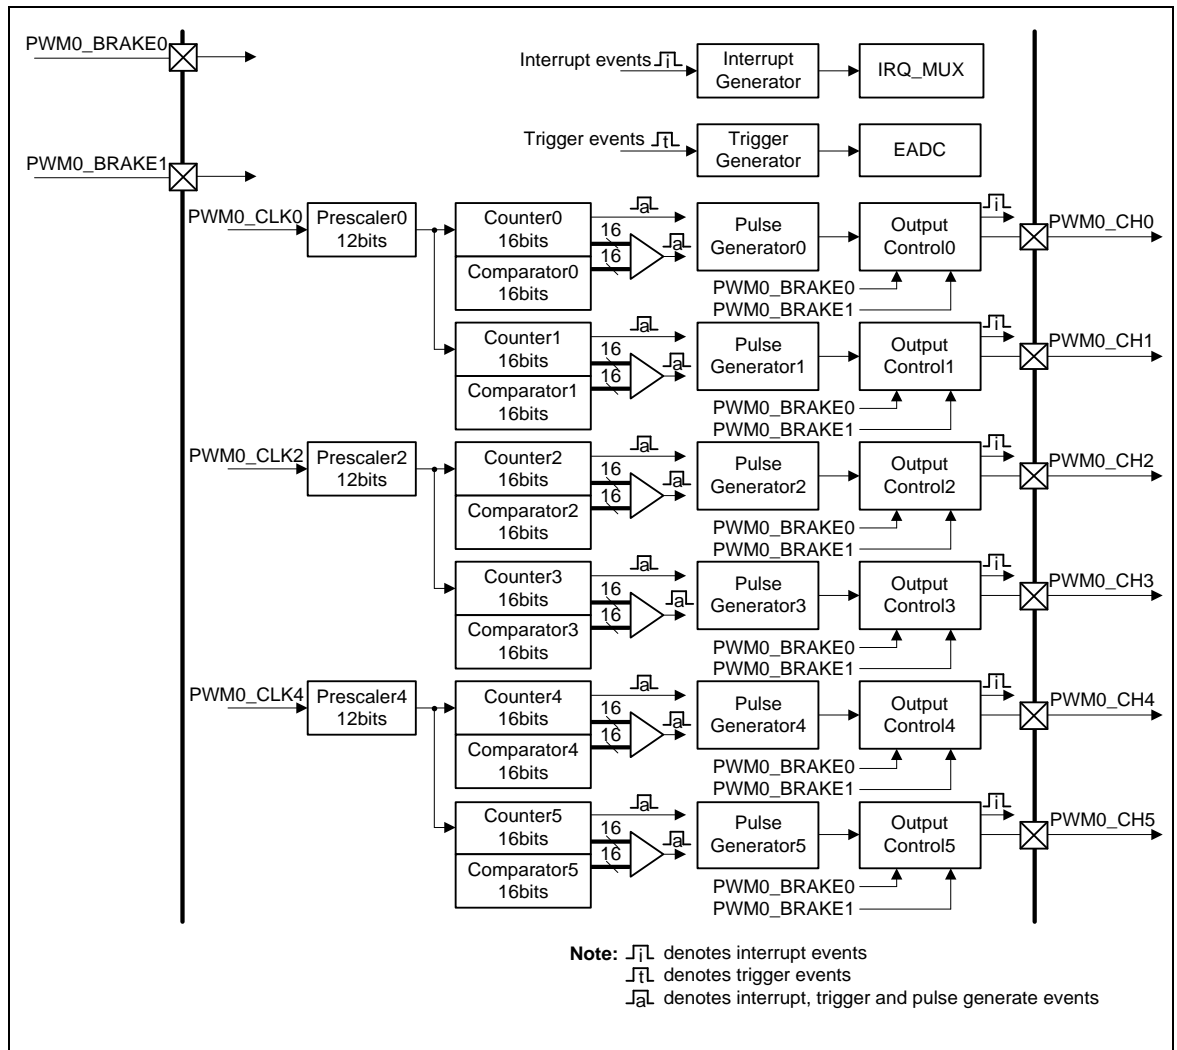 PWM0_BRAKE0
Interrupt events
i
Interrupt
Generator
IRQ_MUX
Trigger events
t
Trigger
Generator
EADC
PWM0_BRAKE1
PWM0_CLK0
Prescaler0
12bits
Counter0
16bits
Comparator0
16bits
a
16
16
a
Pulse
Generator0
Output
Control0
i
PWM0_CH0
PWM0_BRAKE0
PWM0_BRAKE1
Counter1
16bits
Comparator1
16bits
a
16
16
a
Pulse
Generator1
Output
Control1
i
PWM0_CH1
PWM0_BRAKE0
PWM0_BRAKE1
PWM0_CLK2
Prescaler2
12bits
Counter2
16bits
Comparator2
16bits
a
16
16
a
Pulse
Generator2
Output
Control2
i
PWM0_CH2
PWM0_BRAKE0
PWM0_BRAKE1
Counter3
16bits
Comparator3
16bits
a
16
16
a
Pulse
Generator3
Output
Control3
i
PWM0_CH3
PWM0_BRAKE0
PWM0_BRAKE1
PWM0_CLK4
Prescaler4
12bits
Counter4
16bits
Comparator4
16bits
a
16
16
a
Pulse
Generator4
Output
Control4
i
PWM0_CH4
PWM0_BRAKE0
PWM0_BRAKE1
Counter5
16bits
Comparator5
16bits
a
16
16
a
Pulse
Generator5
Output
Control5
i
PWM0_CH5
PWM0_BRAKE0
PWM0_BRAKE1
Note: i denotes interrupt events
t denotes trigger events
a denotes interrupt, trigger and pulse generate events